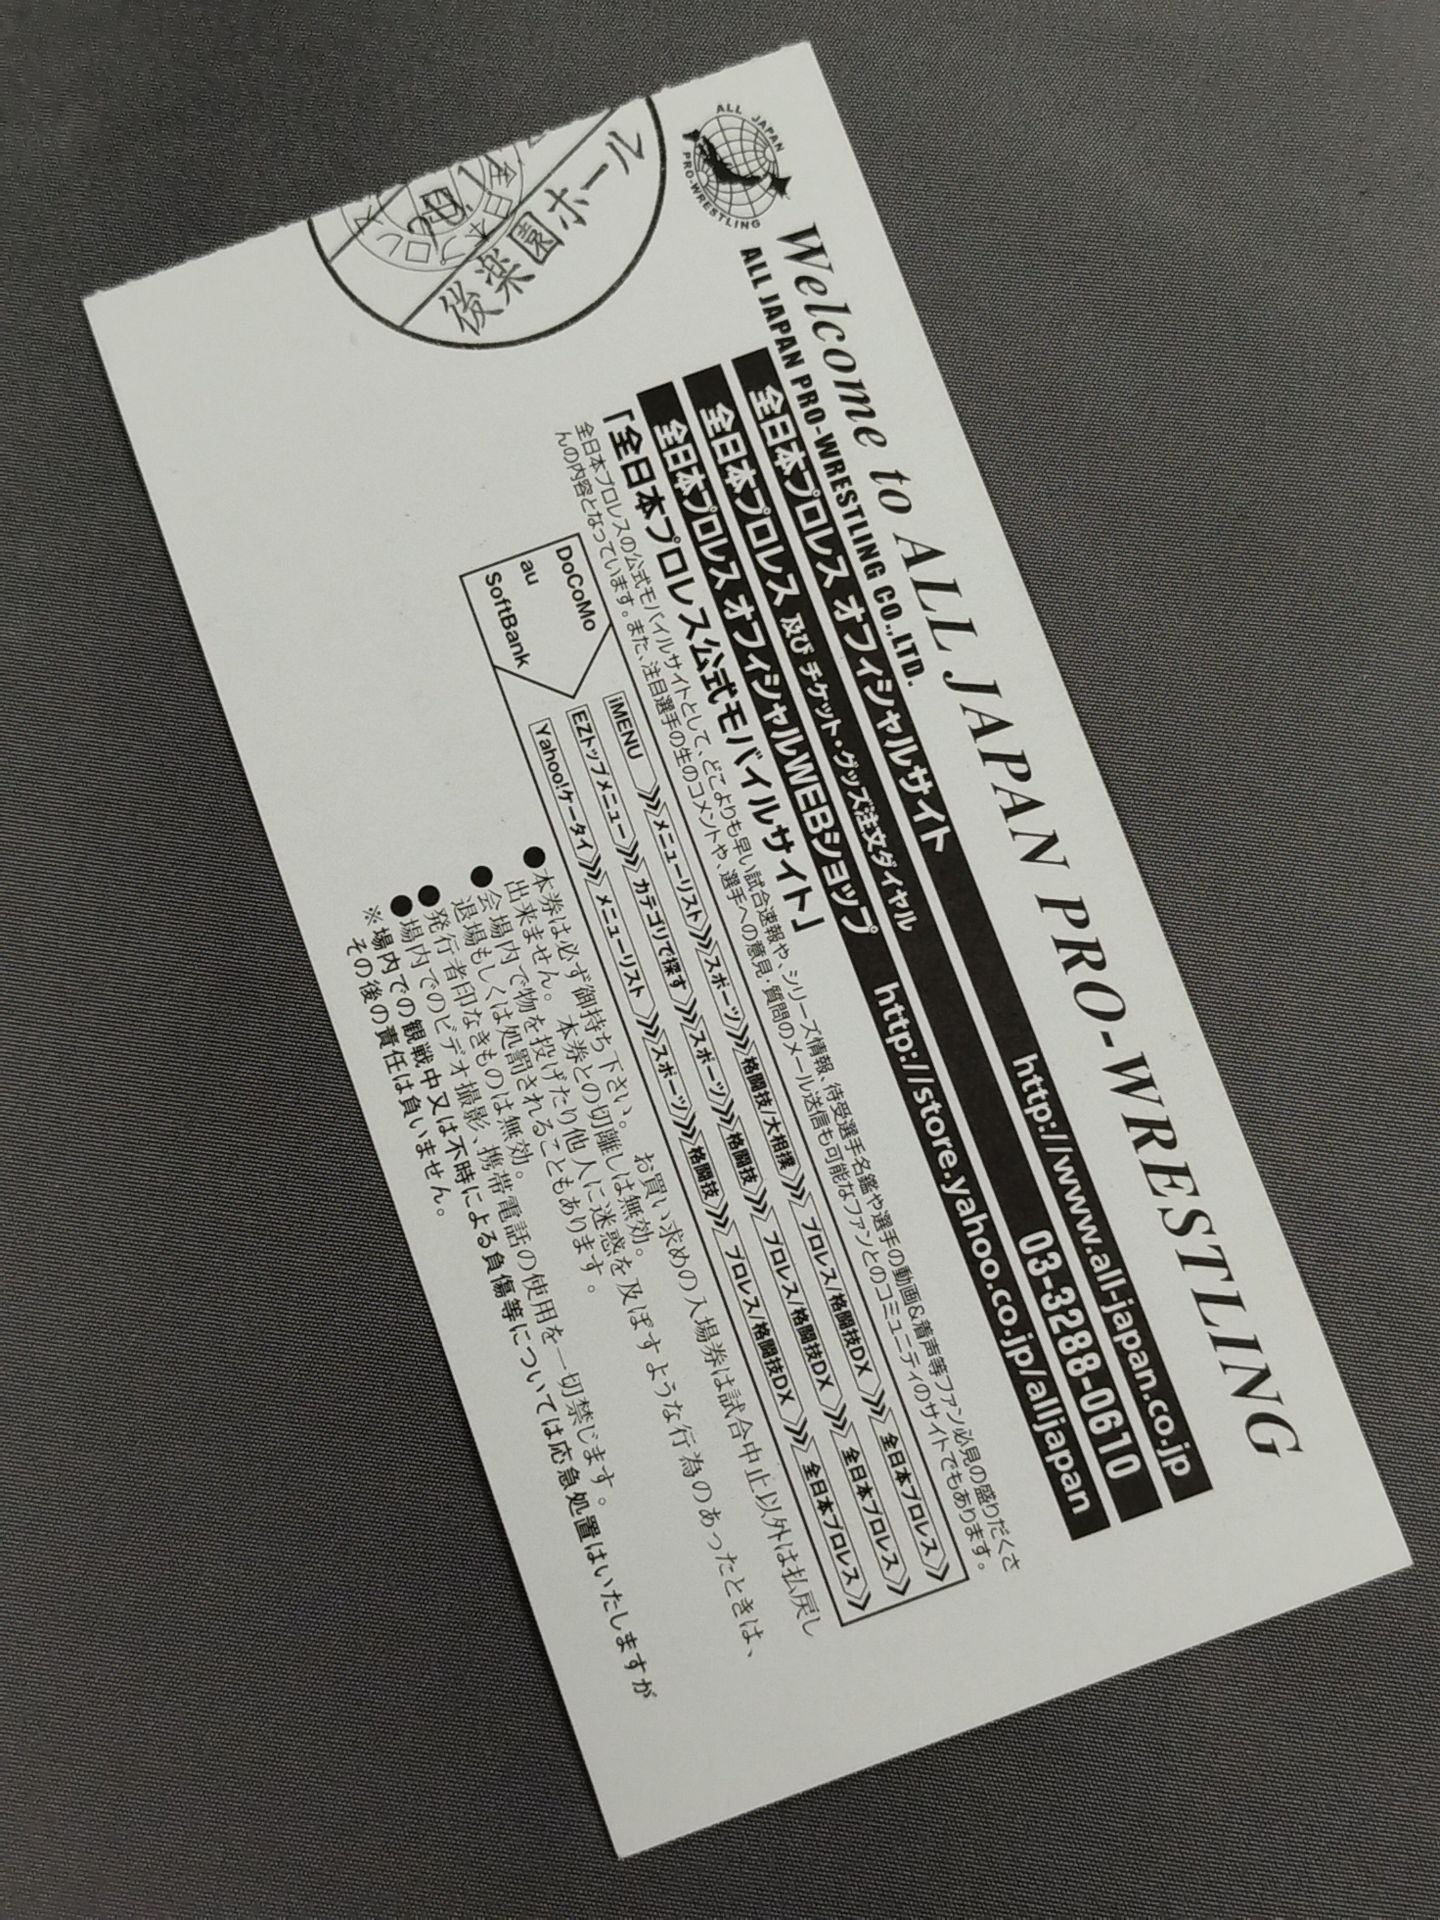 ALL JAPAN
PRO-WRESTLING
Welcome to ALL JAPAN PRO-WRESTLING
ALL JAPAN PRO-WRESTLING CO.,LTD.
全日本プロレス オフィシャルサイト http://www.all-japan.co.jp
全日本プロレス 及び チケット・グッズ注文ダイヤル 03-3288-0610
全日本プロレス オフィシャルWEBショップ http://store.yahoo.co.jp/alljapan
「全日本プロレス公式モバイルサイト」
全日本プロレスの公式モバイルサイトとして、どこよりも早い試合速報や、シリーズ情報、待受選手名鑑や選手の動画&着声等ファン必見の盛りだくさ
んの内容となっています。また、注目選手の生のコメントや、選手への意見・質問のメール送信も可能なファンとのコミュニティのサイトでもあります。
DoCoMo iMENU 》 メニューリスト 》 スポーツ 》 格闘技/大相撲 》 プロレス/格闘技DX 》 全日本プロレス 》
au EZトップメニュー 》 カテゴリで探す 》 スポーツ 》 格闘技 》 プロレス/格闘技DX 》 全日本プロレス 》
SoftBank Yahoo!ケータイ 》 メニューリスト 》 スポーツ 》 格闘技 》 プロレス/格闘技DX 》 全日本プロレス 》
お買い求めの入場券は試合中止以外は払戻し
●本券は必ず御持ち下さい。本券との切離しは無効。
出来ません。
●会場内で物を投げたり他人に迷惑を及ぼすような行為のあったときは、
退場もしくは処罰されることもあります。
●発行者印なきものは無効。
●場内でのビデオ撮影、携帯電話の使用を一切禁じます。
※場内での観戦中又は不時による負傷等については応急処置はいたしますが
その後の責任は負いません。
後楽園ホール
全日本プロレス